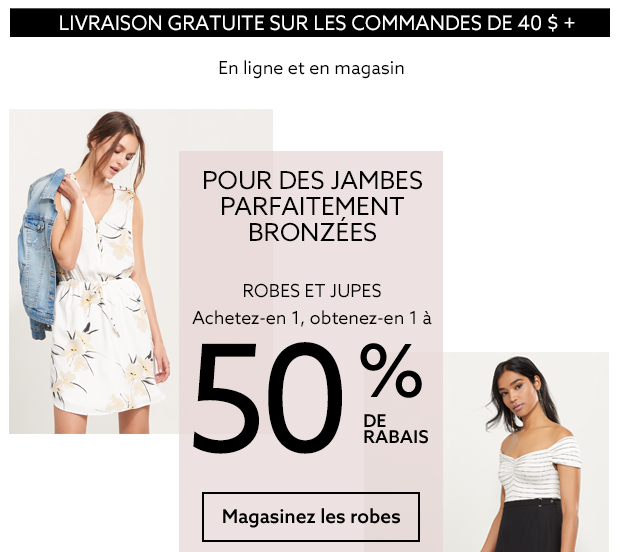 LIVRAISON GRATUITE SUR LES COMMANDES DE 40 $ +
En ligne et en magasin
POUR DES JAMBES
PARFAITEMENT
BRONZÉES
ROBES ET JUPES
Achetez-en 1, obtenez-en 1 à
50 %
DE
RABAIS
Magasinez les robes